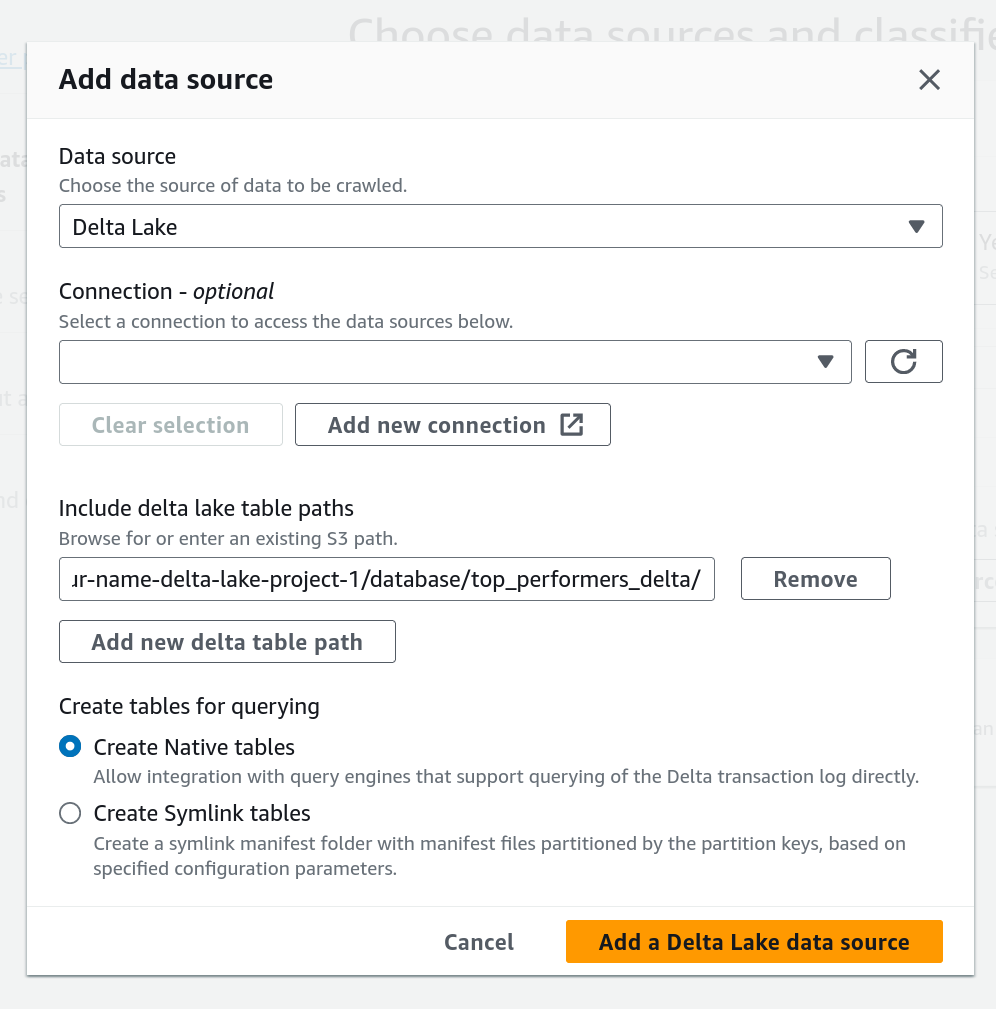 Choose data sources and classifie
Add data source
Data source
Choose the source of data to be crawled.
Delta Lake
Connection - optional
Select a connection to access the data sources below.
Clear selection
Add new connection
Include delta lake table paths
Browse for or enter an existing S3 path.
ur-name-delta-lake-project-1/database/top_performers_delta/
Remove
Add new delta table path
Create tables for querying
Create Native tables
Allow integration with query engines that support querying of the Delta transaction log directly.
Create Symlink tables
Create a symlink manifest folder with manifest files partitioned by the partition keys, based on
specified configuration parameters.
Cancel
Add a Delta Lake data source